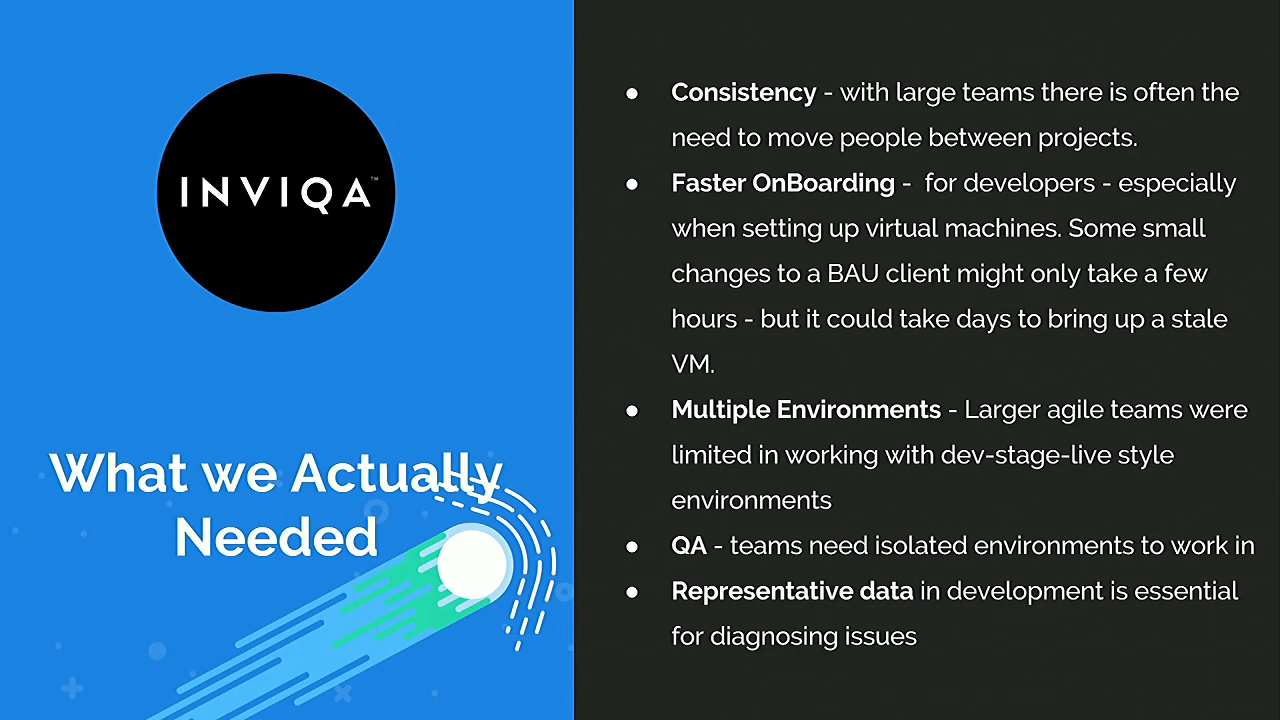 INVIQA™
What we Actually
Needed
● Consistency - with large teams there is often the
need to move people between projects.
● Faster OnBoarding -  for developers - especially
when setting up virtual machines. Some small
changes to a BAU client might only take a few
hours - but it could take days to bring up a stale
VM.
● Multiple Environments - Larger agile teams were
limited in working with dev-stage-live style
environments
● QA - teams need isolated environments to work in
● Representative data in development is essential
for diagnosing issues